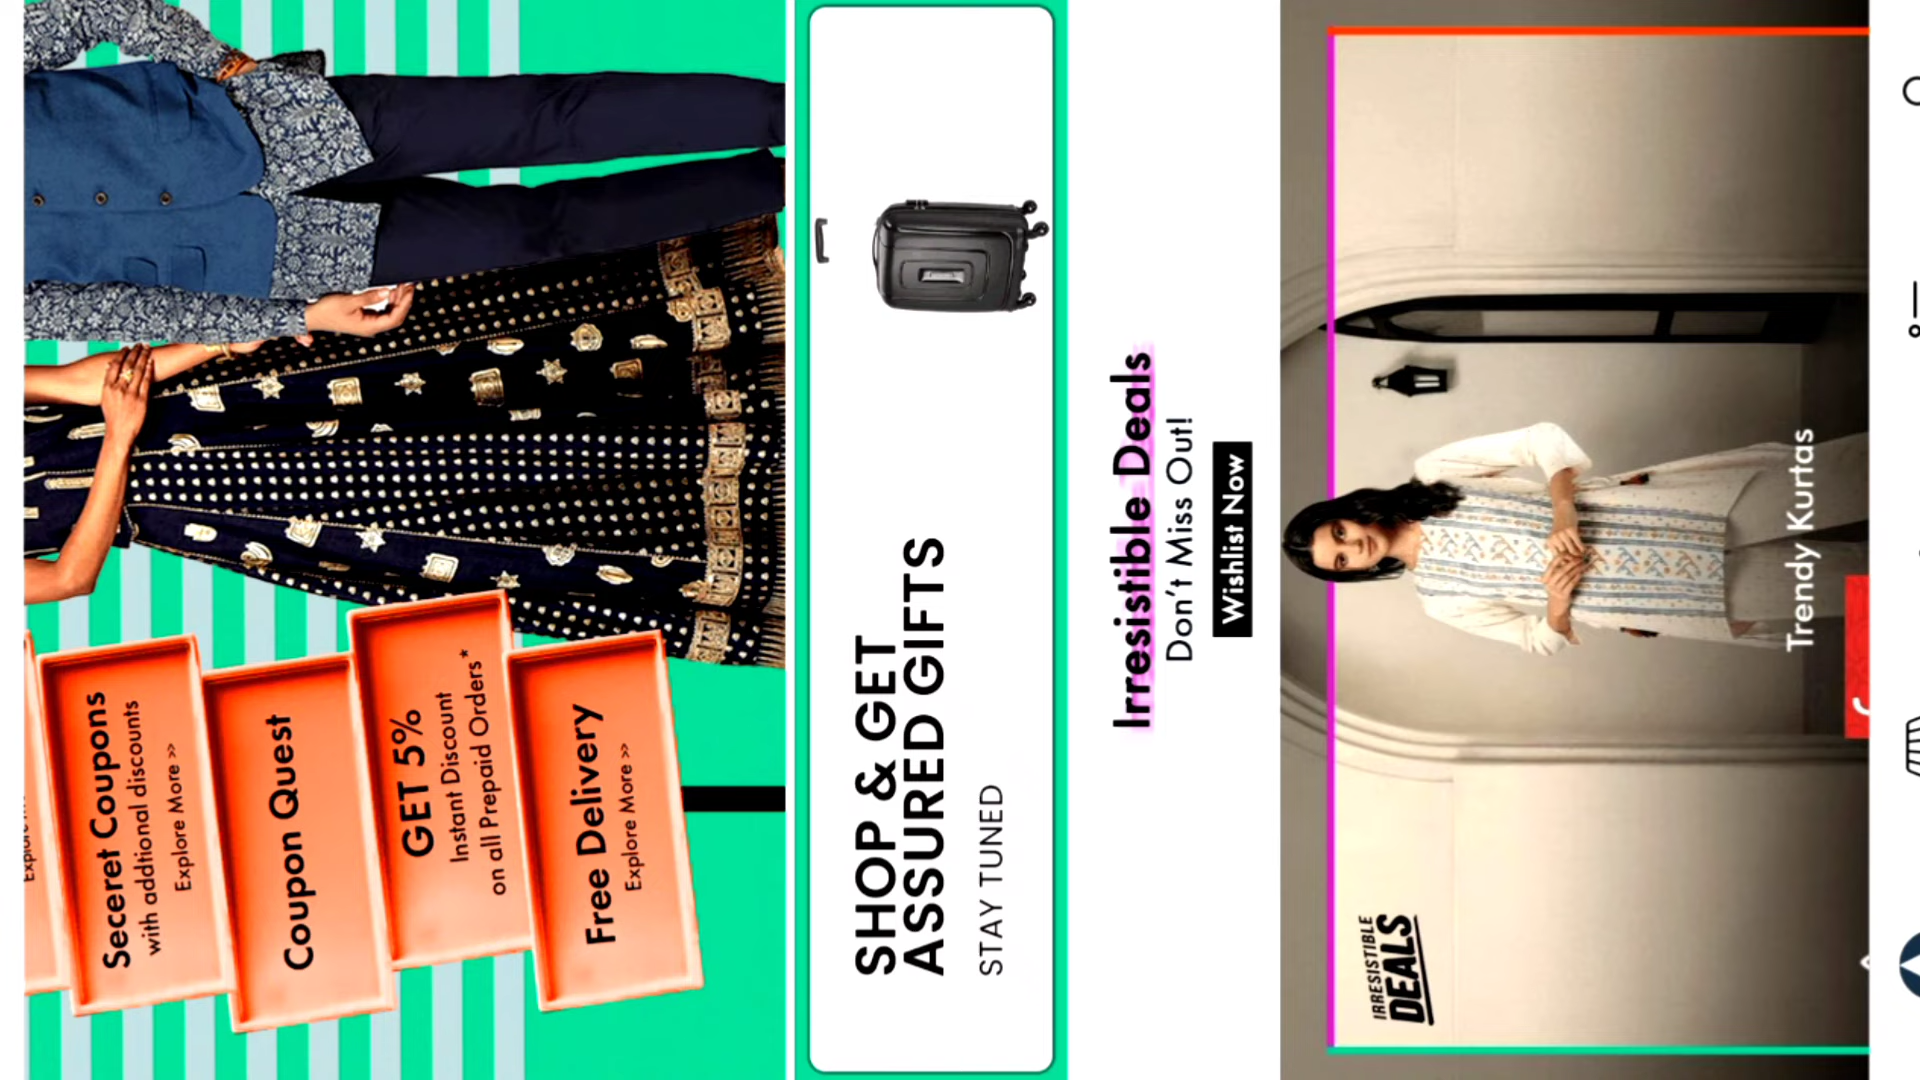 Seceret Coupons
with addtional discounts
Explore More >>
Coupon Quest
GET 5%
Instant Discount
on all Prepaid Orders*
Free Delivery
Explore More >>
SHOP & GET
ASSURED GIFTS
STAY TUNED
Irresistible Deals
Don't Miss Out!
Wishlist Now
IRRESISTIBLE
DEALS
Trendy Kurtas